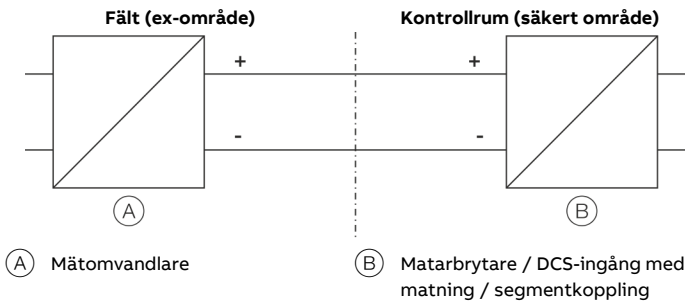 Fält (ex-område) Kontrollrum (säkert område)
+ +
- -
A B
A Mätomvandlare
B Matarbrytare / DCS-ingång med
matning / segmentkoppling